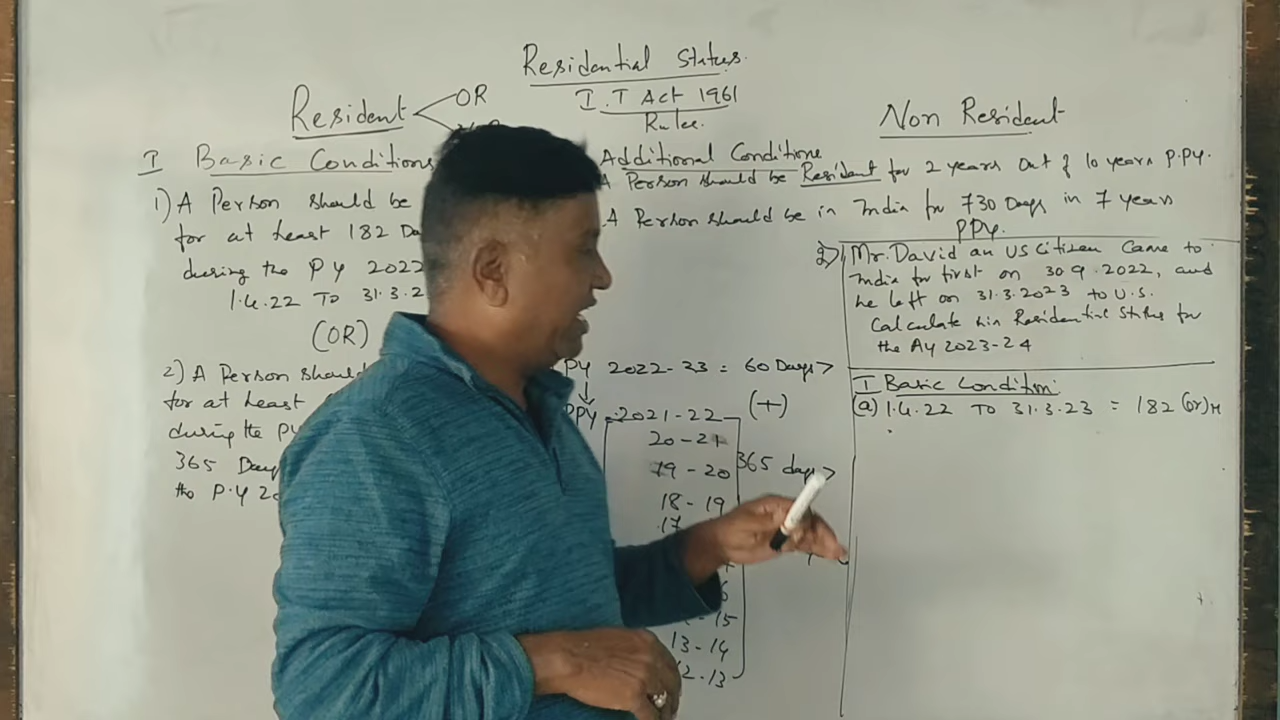 Residential Status.
I.T Act 1961
Rules.
Resident
OR
Non Resident
I Basic Conditions
1) A Person should be
for at least 182 Da
during the PY 2022
1.4.22 TO 31.3.2
(OR)
2) A Person should
for at least
during the PY
365 Day
the P.Y 20
Additional Conditions
A Person should be Resident for 2 years out of 10 years P.PY.
A Person should be in India for 730 Days in 7 years
PPY.
PY 2022-23 = 60 Days >
(+)
PPY 2021-22
20-21
19-20
365 days >
18-19
17
-15
13-14
12-13
2) Mr. David an US Citizen Came to
India for first on 30.9.2022, and
he left on 31.3.2023 to U.S.
Calculate his Residential Status for
the AY 2023-24
I Basic Condition:
(a) 1.4.22 TO 31.3.23 = 182 (or) M